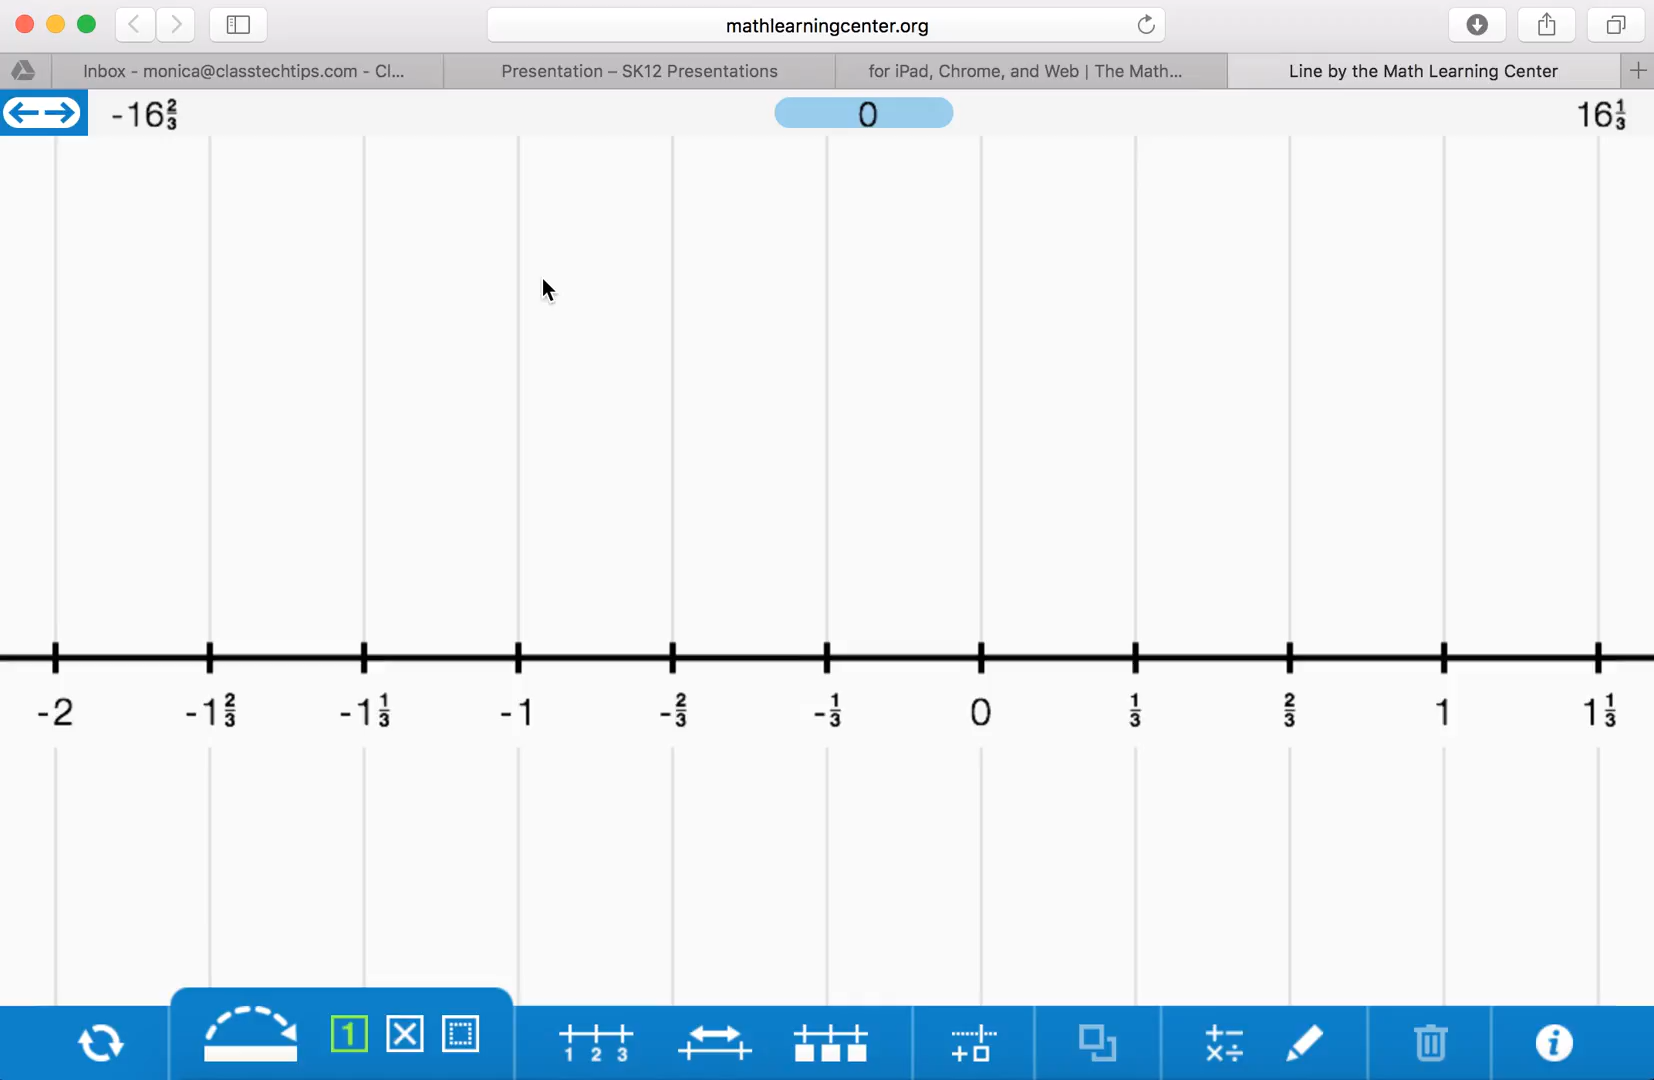 mathlearningcenter.org
Inbox - monica@classtechtips.com - Cl... Presentation – SK12 Presentations for iPad, Chrome, and Web | The Math... Line by the Math Learning Center
-16⅔ 0 16⅓
-2 -1⅔ -1⅓ -1 -⅔ -⅓ 0 ⅓ ⅔ 1 1⅓
1
1 2 3
i